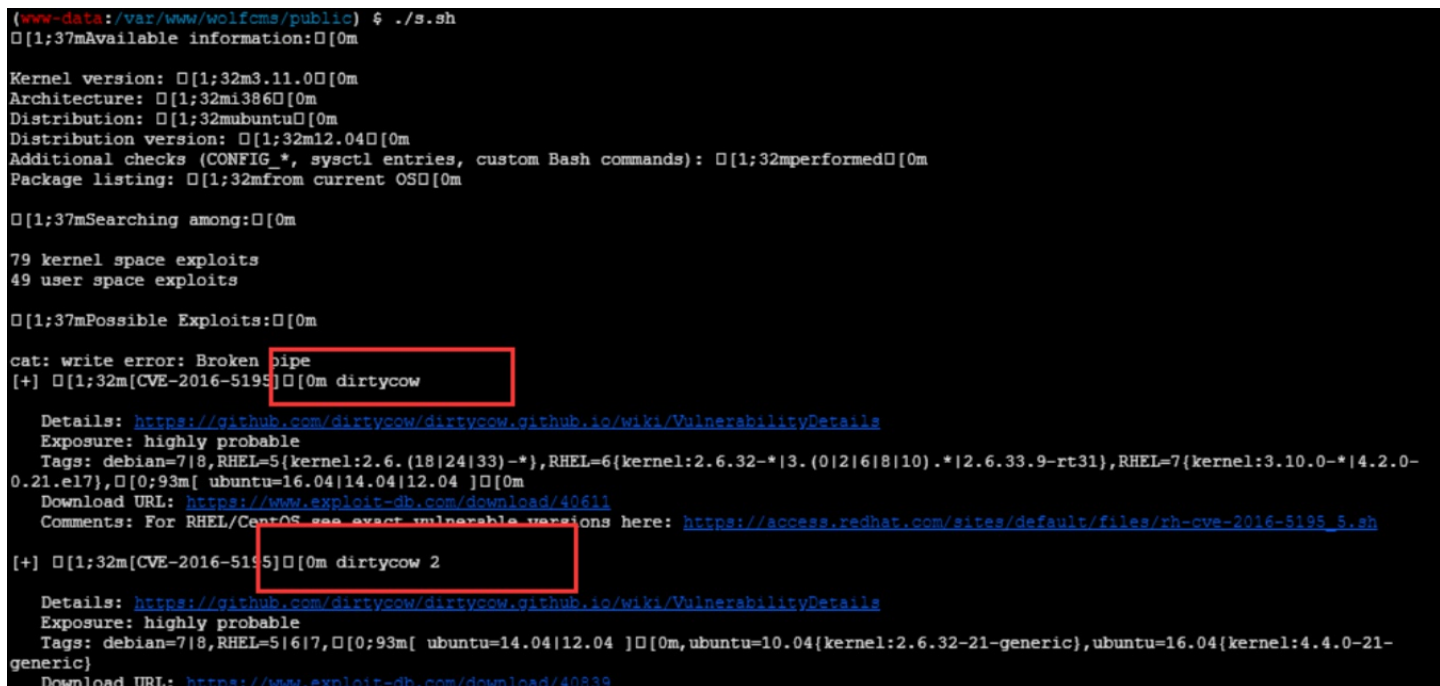 (www-data:/var/www/wolfcms/public) $ ./s.sh
□[1;37mAvailable information:□[0m
Kernel version: □[1;32m3.11.0□[0m
Architecture: □[1;32mi386□[0m
Distribution: □[1;32mubuntu□[0m
Distribution version: □[1;32m12.04□[0m
Additional checks (CONFIG_*, sysctl entries, custom Bash commands): □[1;32mperformed□[0m
Package listing: □[1;32mfrom current OS□[0m
□[1;37mSearching among:□[0m
79 kernel space exploits
49 user space exploits
□[1;37mPossible Exploits:□[0m
cat: write error: Broken pipe
[+] □[1;32m[CVE-2016-5195]□[0m dirtycow
Details: https://github.com/dirtycow/dirtycow.github.io/wiki/VulnerabilityDetails
Exposure: highly probable
Tags: debian=7|8,RHEL=5{kernel:2.6.(18|24|33)-*},RHEL=6{kernel:2.6.32-*|3.(0|2|6|8|10).*|2.6.33.9-rt31},RHEL=7{kernel:3.10.0-*|4.2.0-
0.21.el7},□[0;93m[ ubuntu=16.04|14.04|12.04 ]□[0m
Download URL: https://www.exploit-db.com/download/40611
Comments: For RHEL/CentOS see exact vulnerable versions here: https://access.redhat.com/sites/default/files/rh-cve-2016-5195_5.sh
[+] □[1;32m[CVE-2016-5195]□[0m dirtycow 2
Details: https://github.com/dirtycow/dirtycow.github.io/wiki/VulnerabilityDetails
Exposure: highly probable
Tags: debian=7|8,RHEL=5|6|7,□[0;93m[ ubuntu=14.04|12.04 ]□[0m,ubuntu=10.04{kernel:2.6.32-21-generic},ubuntu=16.04{kernel:4.4.0-21-
generic}
Download URL: https://www.exploit-db.com/download/40839